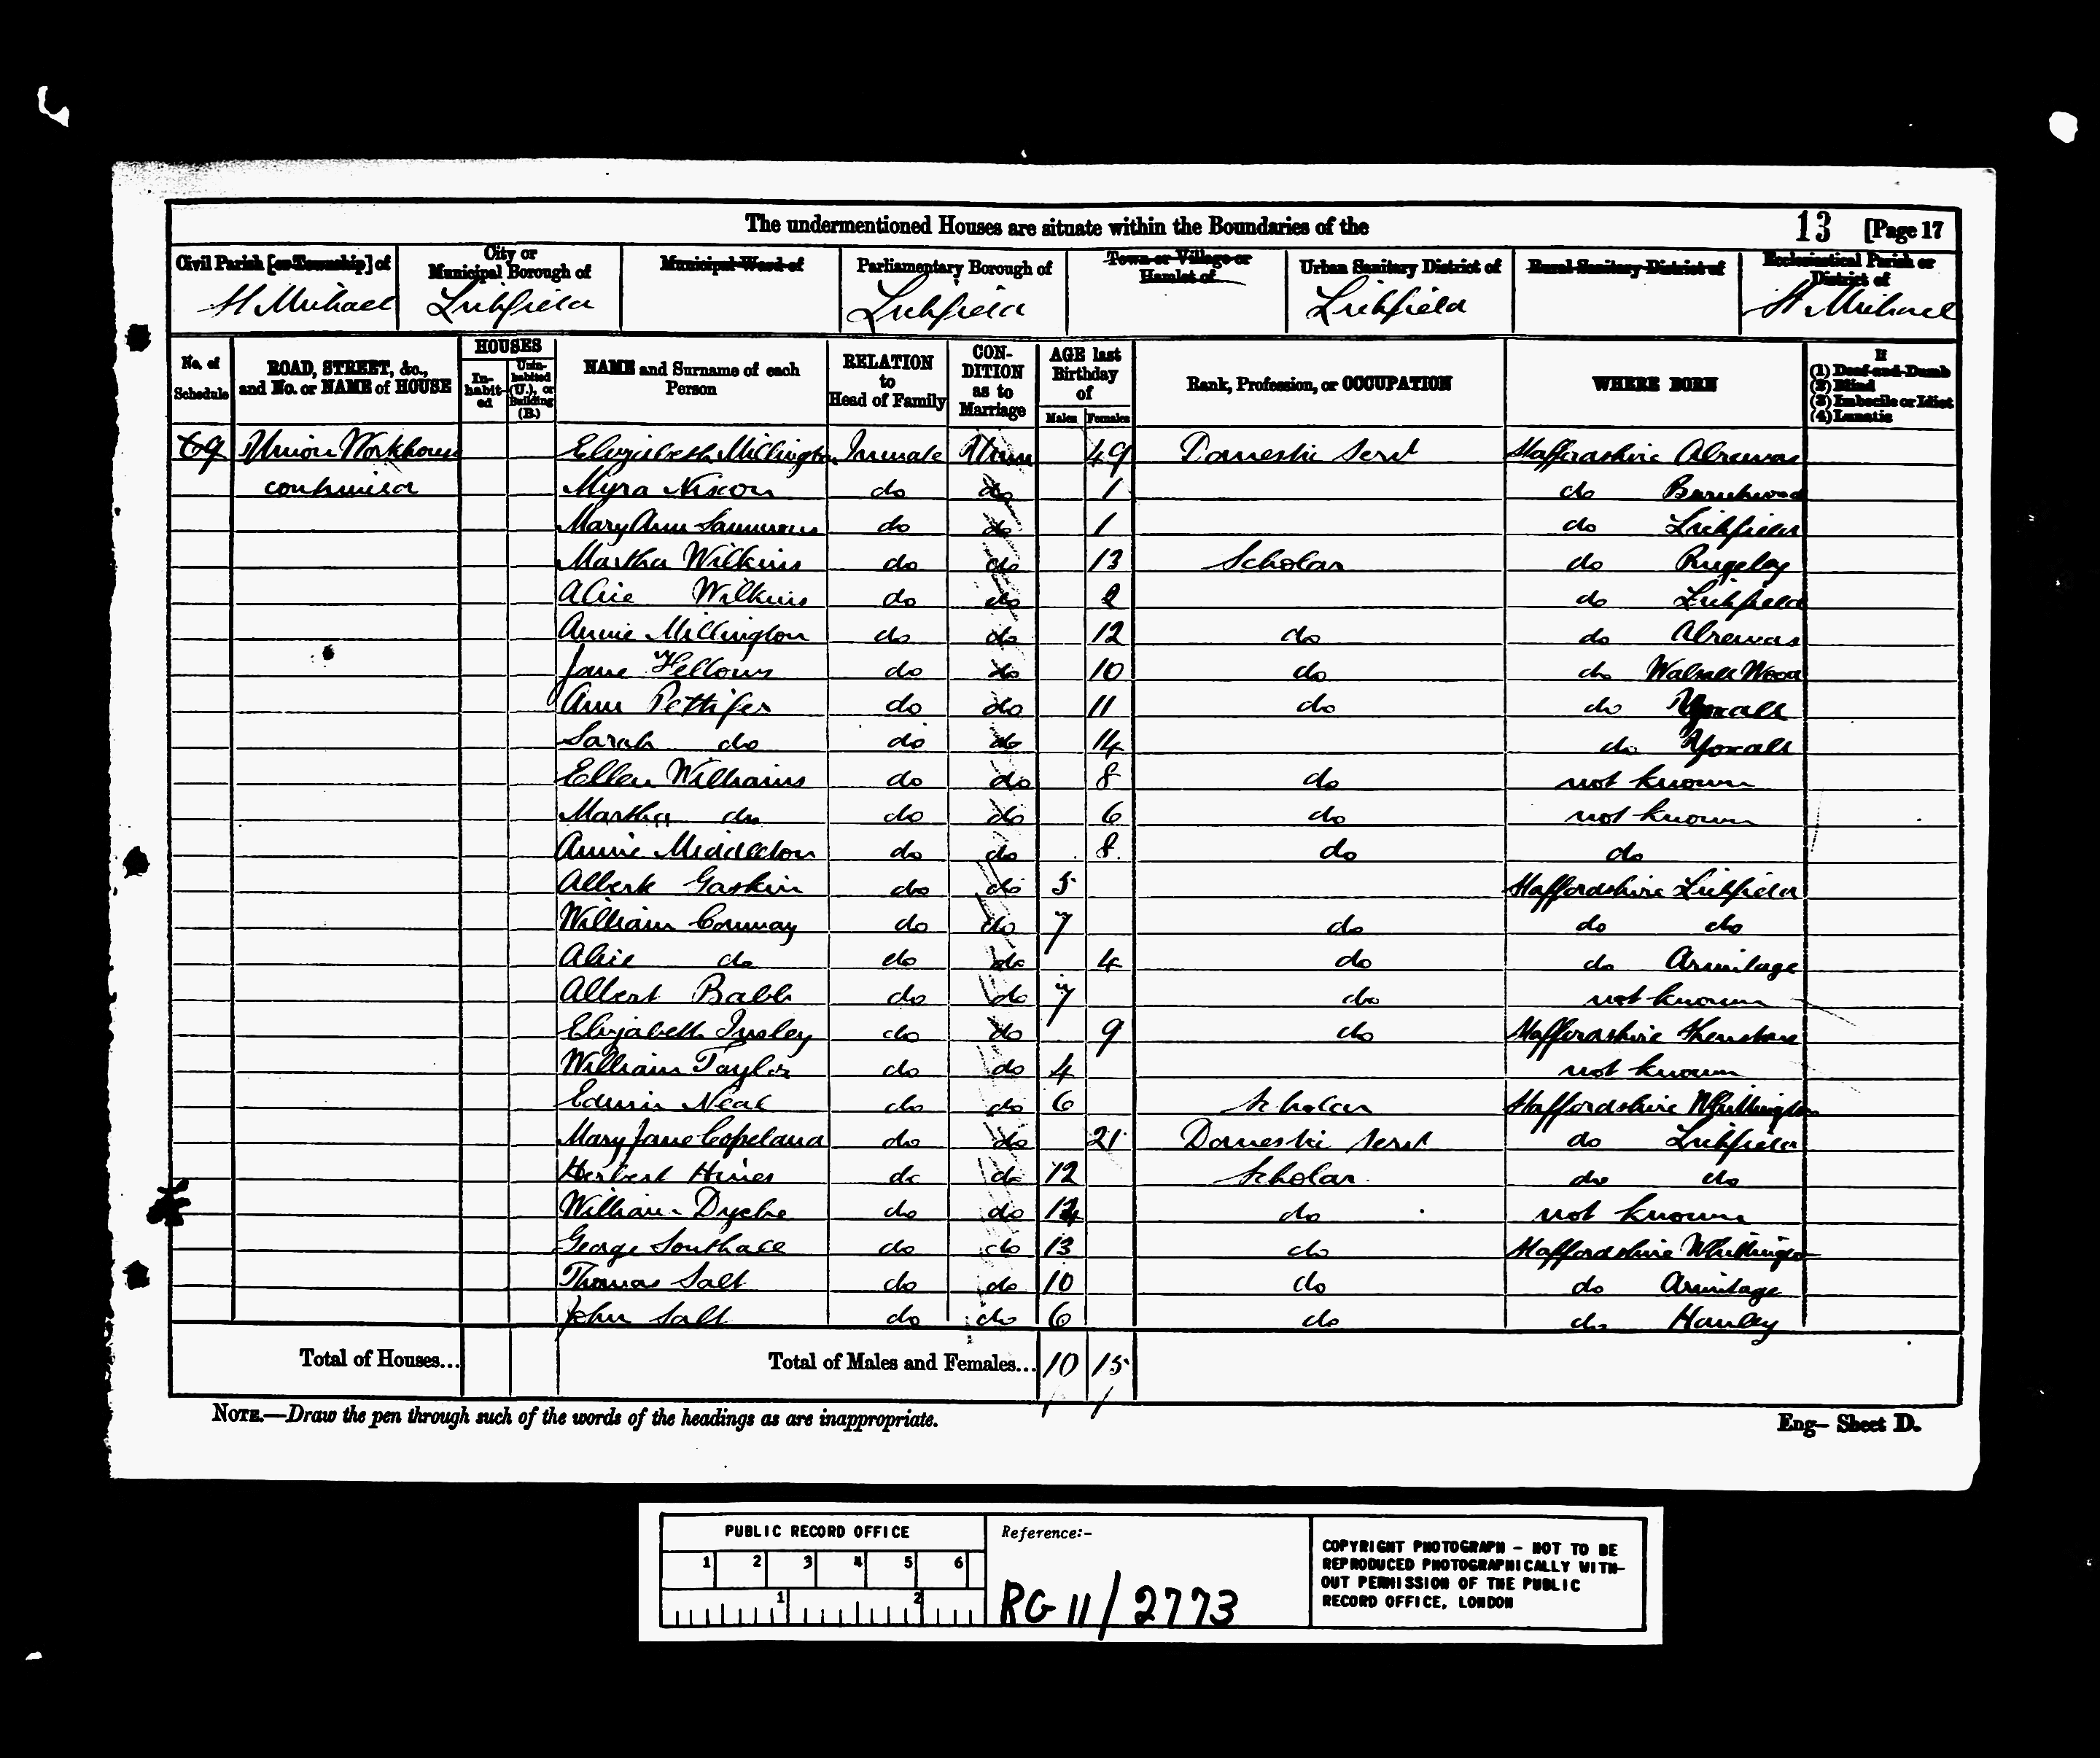 The undermentioned Houses are situate within the Boundaries of the 13 [Page 17
Civil Parish [or Township] of St Michael
City or Municipal Borough of Lichfield
Municipal Ward of
Parliamentary Borough of Lichfield
Town or Village or Hamlet of
Urban Sanitary District of Lichfield
Rural Sanitary District of
Ecclesiastical Parish or District of St Michael
No. of Schedule
ROAD, STREET, &c., and No. or NAME of HOUSE
HOUSES
Inhabited
Uninhabited (U.), or Building (B.)
NAME and Surname of each Person
RELATION to Head of Family
CONDITION as to Marriage
AGE last Birthday of
Males Females
Rank, Profession, or OCCUPATION
WHERE BORN
If
(1) Deaf-and-Dumb
(2) Blind
(3) Imbecile or Idiot
(4) Lunatic
69 Union Workhouse Elizabeth Millington Inmate Unm 49 Domestic Servt Staffordshire Alrewas
continued Myra Nixon do do 1 do Burntwood
Mary Ann Sammons do do 1 do Lichfield
Martha Wilkins do do 13 Scholar do Rugeley
Alice Wilkins do do 2 do Lichfield
Annie Millington do do 12 do do Alrewas
Jane Fellows do do 10 do do Walsall Wood
Ann Pettifer do do 11 do do Yoxall
Sarah do do do 14 do Yoxall
Ellen Williams do do 8 do not known
Martha do do do 6 do not known
Annie Middleton do do 8 do do
Albert Gaskin do do 5 Staffordshire Lichfield
William Conway do do 7 do do do
Alice do do do 4 do do Armitage
Albert Babb do do 7 do not known
Elizabeth Insley do do 9 do Staffordshire Shenstone
William Taylor do do 4 not known
Edwin Neal do do 6 Scholar Staffordshire Whittington
Mary Jane Copeland do do 21 Domestic Servt do Lichfield
Herbert Hines do do 12 Scholar do do
William Dyche do do do not known
George Southall do do 13 do Staffordshire Whittington
Thomas Salt do do 10 do do Armitage
John Salt do do 6 do do Hanley
Total of Houses... Total of Males and Females... 10 15
NOTE.—Draw the pen through such of the words of the headings as are inappropriate.
Eng— Sheet D.
PUBLIC RECORD OFFICE
1 2 3 4 5 6
1 2
Reference:-
RG 11/2773
COPYRIGHT PHOTOGRAPH - NOT TO BE
REPRODUCED PHOTOGRAPHICALLY WITH-
OUT PERMISSION OF THE PUBLIC
RECORD OFFICE, LONDON